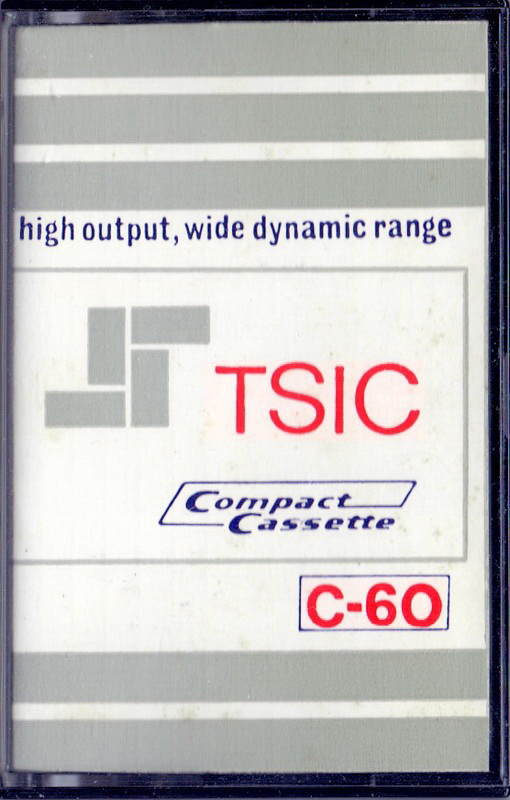 high output, wide dynamic range
TSIC
Compact
Cassette
C-60